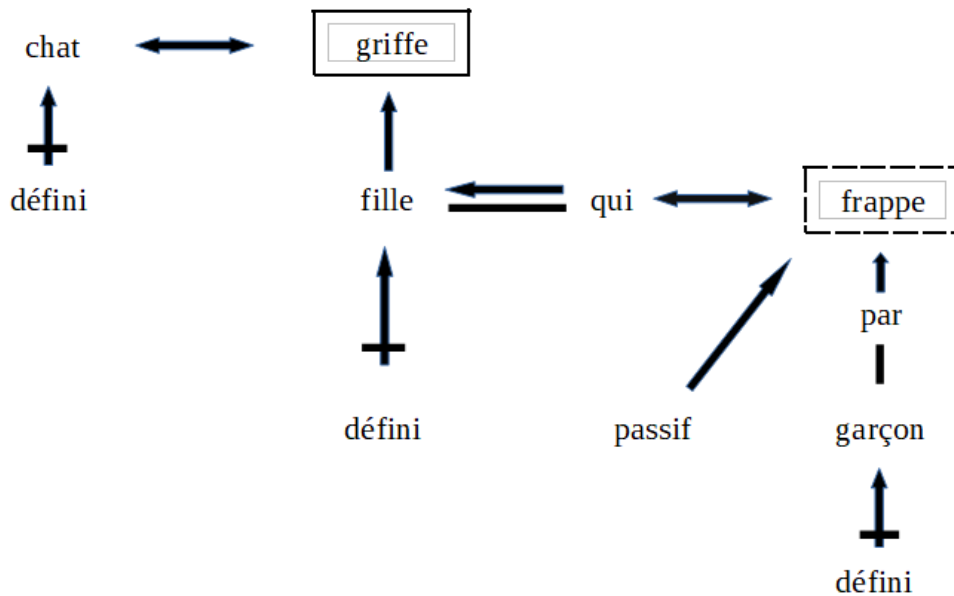 chat griffe
défini fille qui frappe
par
défini passif garçon
défini